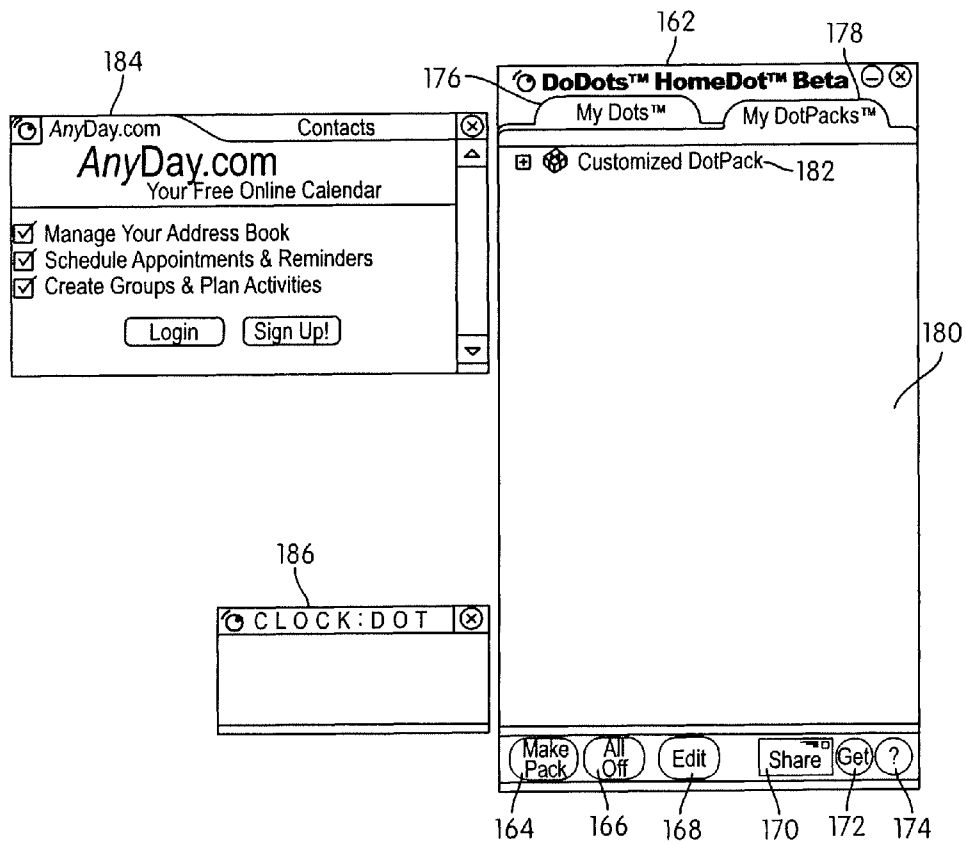 184
AnyDay.com Contacts
AnyDay.com
Your Free Online Calendar
Manage Your Address Book
Schedule Appointments & Reminders
Create Groups & Plan Activities
Login Sign Up!
186
CLOCK:DOT
162
178
176
DoDots™ HomeDot™ Beta
My Dots™ My DotPacks™
Customized DotPack
182
180
Make Pack
All Off
Edit
Share
Get
?
164 166 168 170 172 174